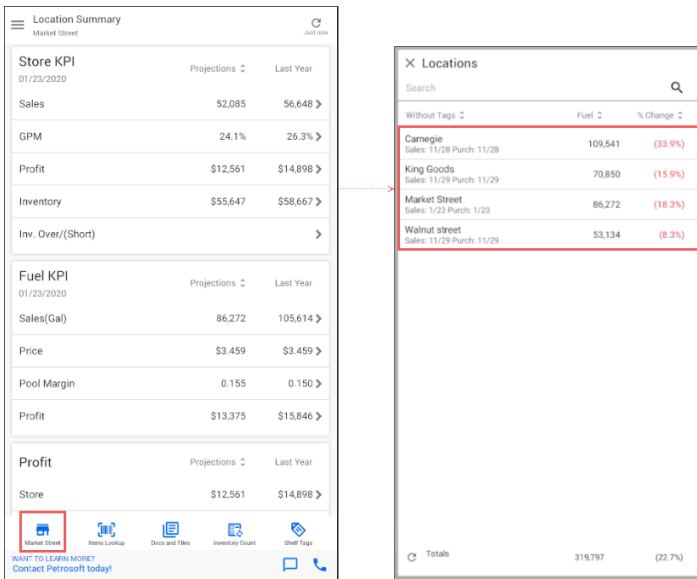 Location Summary
Market Street
Just now
Store KPI
01/23/2020
Projections
Last Year
Sales 52,085 56,648
GPM 24.1% 26.3%
Profit $12,561 $14,898
Inventory $55,647 $58,667
Inv. Over/(Short)
Fuel KPI
01/23/2020
Projections
Last Year
Sales(Gal) 86,272 105,614
Price $3.459 $3.459
Pool Margin 0.155 0.150
Profit $13,375 $15,846
Profit Projections Last Year
Store $12,561 $14,898
Market Street Items Lookup Docs and Files Inventory Count Shelf Tags
WANT TO LEARN MORE?
Contact Petrosoft today!
Locations
Search
Without Tags Fuel % Change
Carnegie
Sales: 11/28 Purch: 11/28
109,541 (33.9%)
King Goods
Sales: 11/29 Purch: 11/29
70,850 (15.9%)
Market Street
Sales: 1/23 Purch: 1/23
86,272 (18.3%)
Walnut street
Sales: 11/29 Purch: 11/29
53,134 (8.3%)
Totals 319,797 (22.7%)